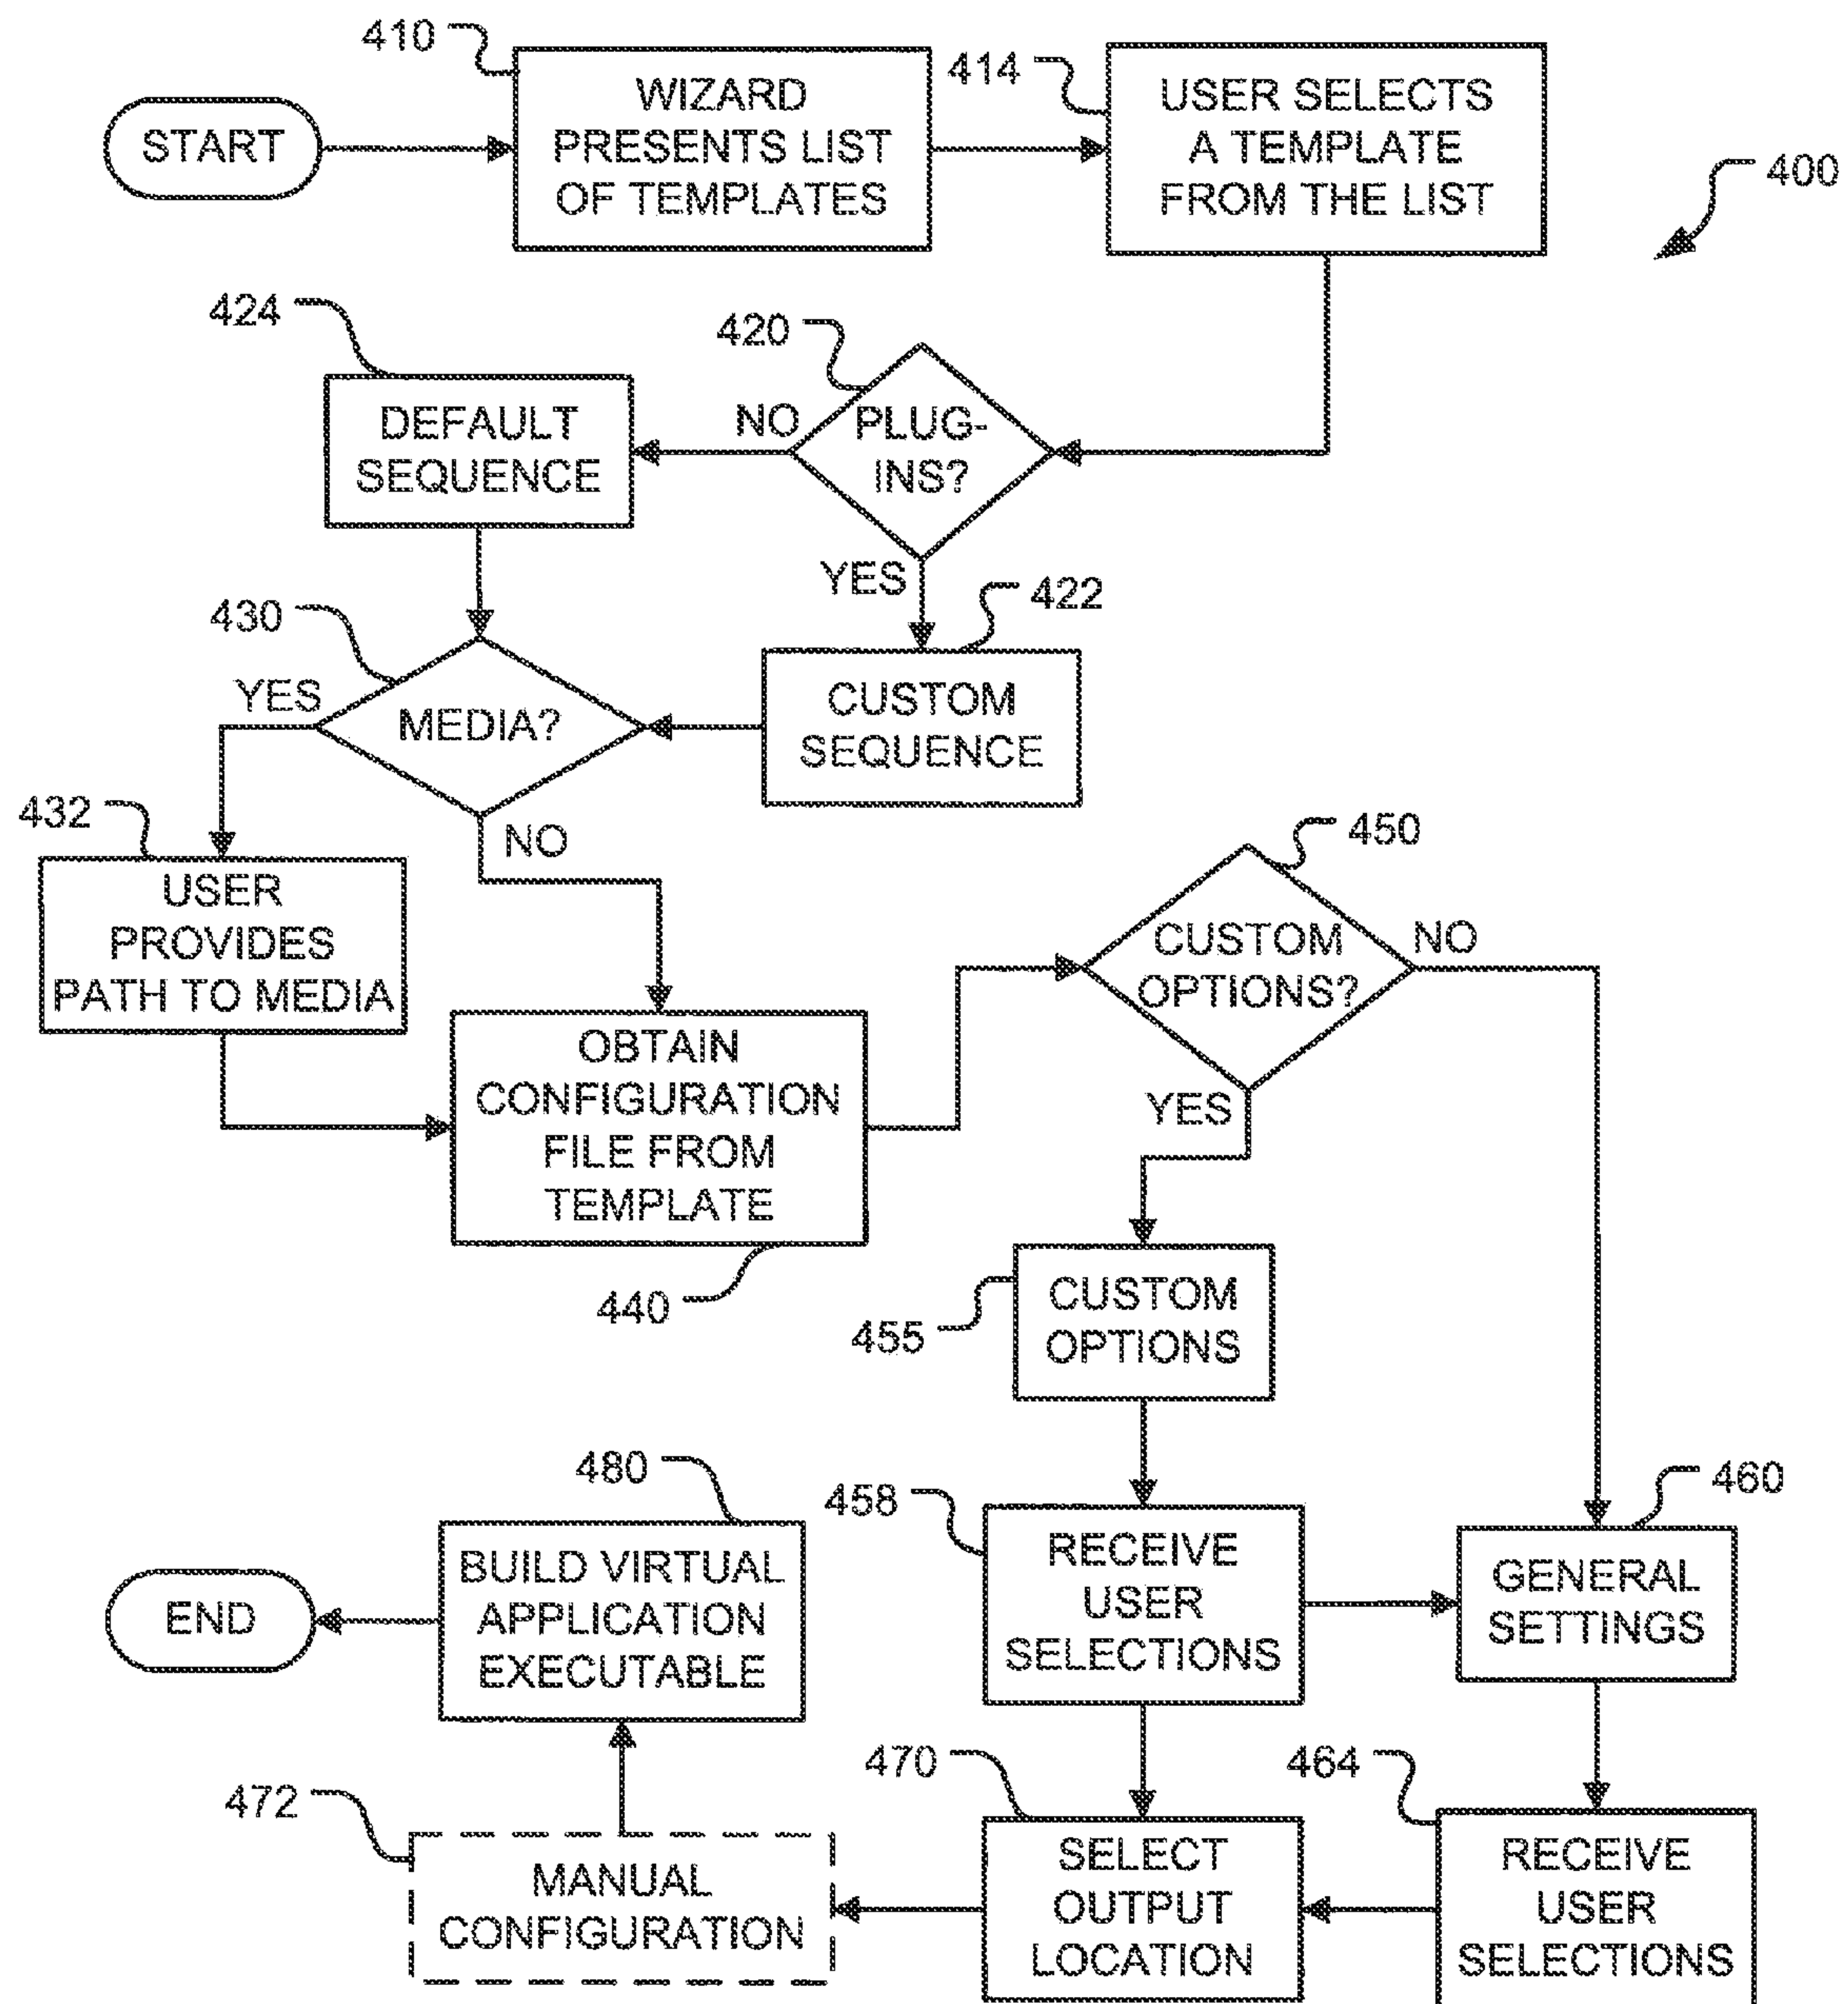 410
WIZARD
PRESENTS LIST
OF TEMPLATES
414
USER SELECTS
A TEMPLATE
FROM THE LIST
START
400
424
DEFAULT
SEQUENCE
420
NO
PLUG-
INS?
YES
422
CUSTOM
SEQUENCE
430
YES
MEDIA?
NO
432
USER
PROVIDES
PATH TO MEDIA
OBTAIN
CONFIGURATION
FILE FROM
TEMPLATE
440
450
CUSTOM
OPTIONS?
NO
YES
455
CUSTOM
OPTIONS
458
RECEIVE
USER
SELECTIONS
460
GENERAL
SETTINGS
480
BUILD VIRTUAL
APPLICATION
EXECUTABLE
END
470
SELECT
OUTPUT
LOCATION
464
RECEIVE
USER
SELECTIONS
472
MANUAL
CONFIGURATION